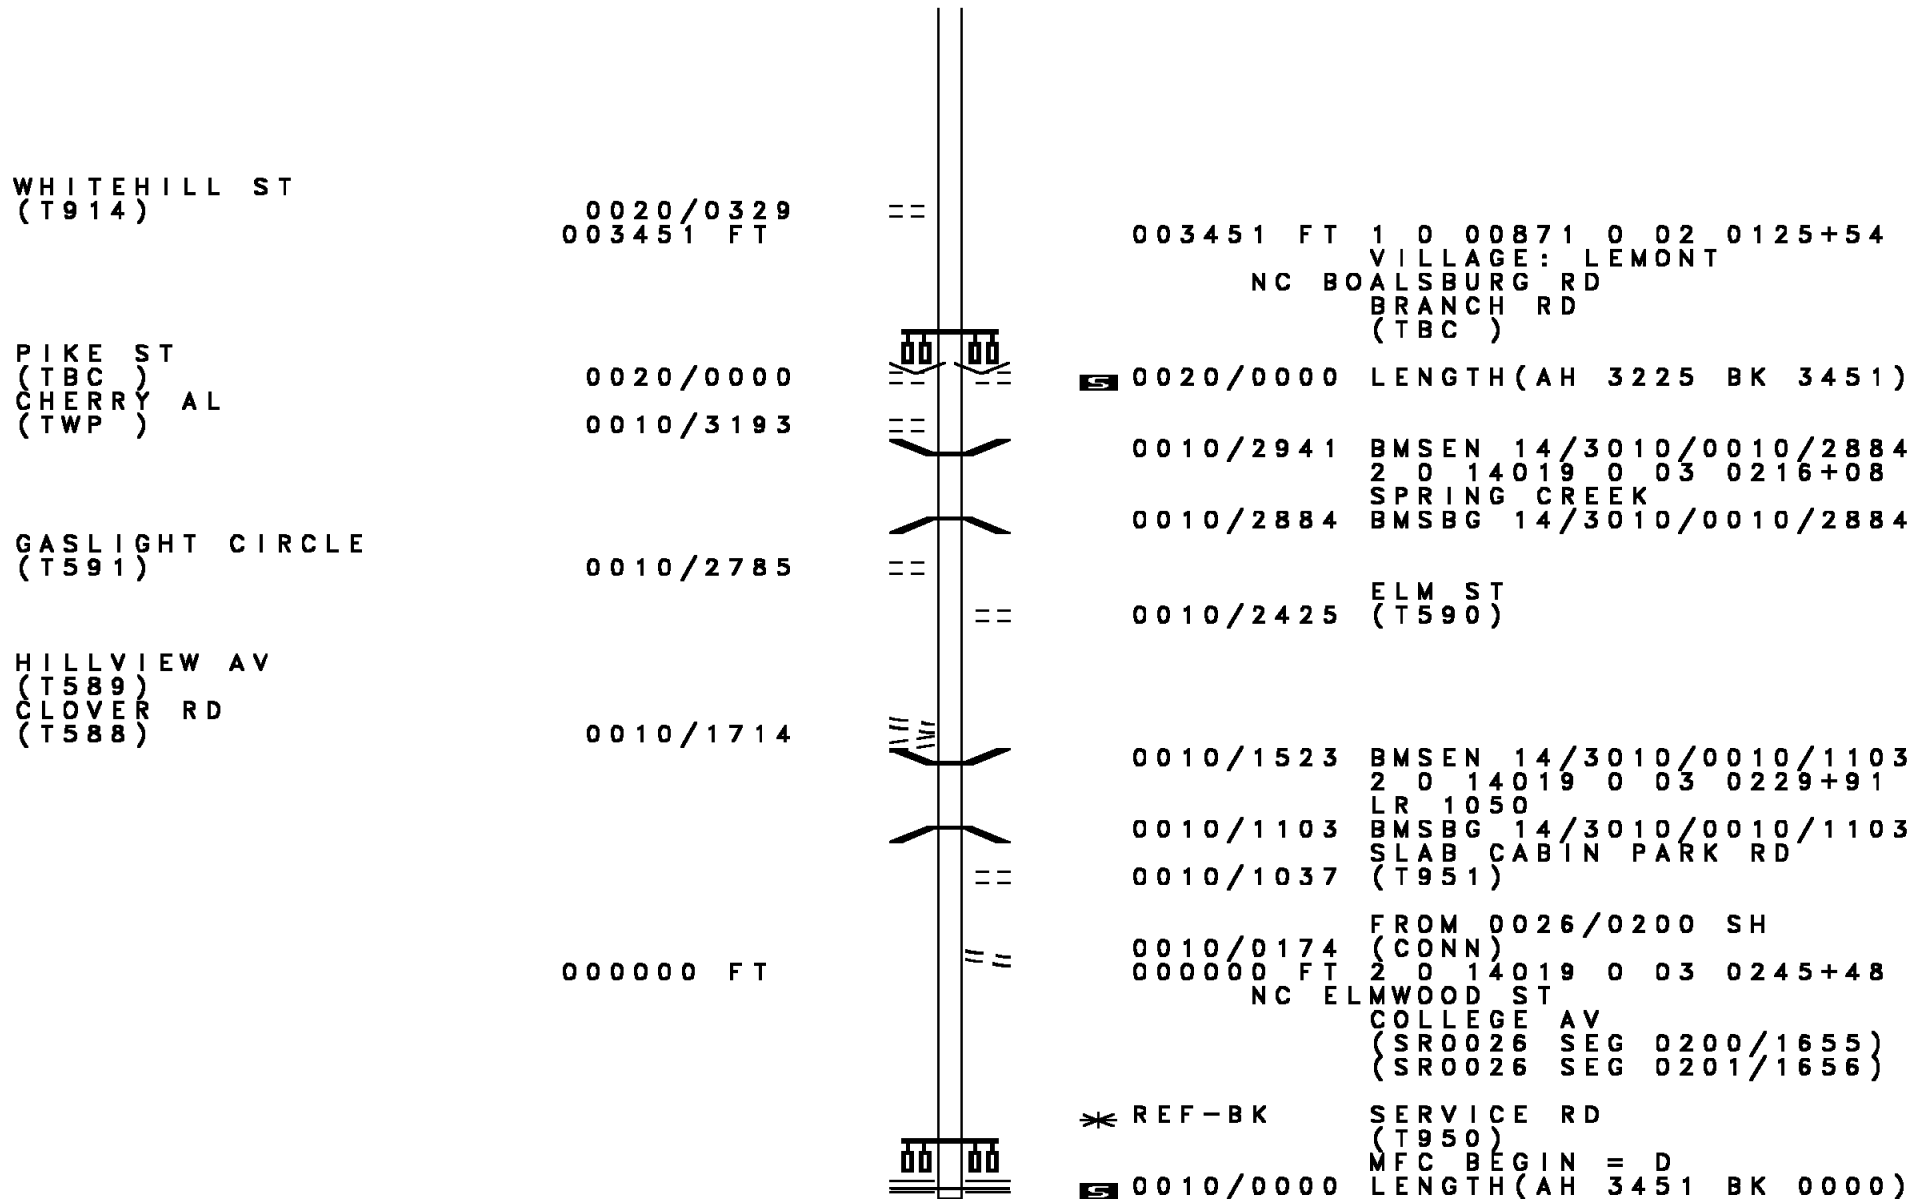 WHITEHILL ST
(T914) 0020/0329
003451 FT 003451 FT 1 0 00871 0 02 0125+54
VILLAGE: LEMONT
NC BOALSBURG RD
BRANCH RD
(TBC )
PIKE ST
(TBC ) 0020/0000 S 0020/0000 LENGTH(AH 3225 BK 3451)
CHERRY AL
(TWP ) 0010/3193
0010/2941 BMSEN 14/3010/0010/2884
2 0 14019 0 03 0216+08
SPRING CREEK
0010/2884 BMSBG 14/3010/0010/2884
GASLIGHT CIRCLE
(T591) 0010/2785
ELM ST
0010/2425 (T590)
HILLVIEW AV
(T589)
CLOVER RD
(T588) 0010/1714
0010/1523 BMSEN 14/3010/0010/1103
2 0 14019 0 03 0229+91
LR 1050
0010/1103 BMSBG 14/3010/0010/1103
SLAB CABIN PARK RD
0010/1037 (T951)
FROM 0026/0200 SH
0010/0174 (CONN)
000000 FT 000000 FT 2 0 14019 0 03 0245+48
NC ELMWOOD ST
COLLEGE AV
(SR0026 SEG 0200/1655)
(SR0026 SEG 0201/1656)
REF-BK SERVICE RD
(T950)
MFC BEGIN = D
S 0010/0000 LENGTH(AH 3451 BK 0000)